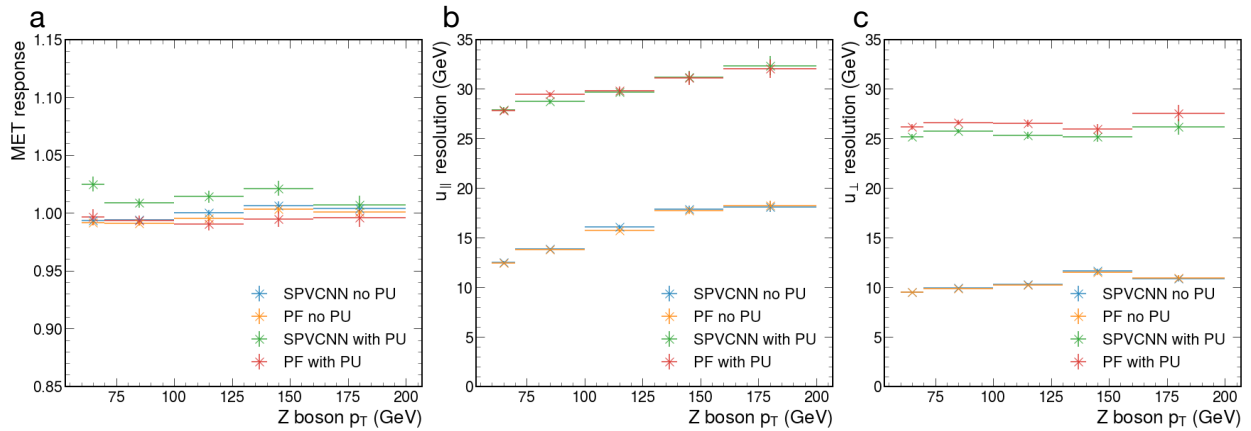 a
MET response
1.15
1.10
1.05
1.00
0.95
0.90
0.85
75
100
125
150
175
200
Z boson p_T (GeV)
SPVCNN no PU
PF no PU
SPVCNN with PU
PF with PU
b
u_|| resolution (GeV)
35
30
25
20
15
10
5
0
75
100
125
150
175
200
Z boson p_T (GeV)
SPVCNN no PU
PF no PU
SPVCNN with PU
PF with PU
c
u_⊥ resolution (GeV)
35
30
25
20
15
10
5
0
75
100
125
150
175
200
Z boson p_T (GeV)
SPVCNN no PU
PF no PU
SPVCNN with PU
PF with PU